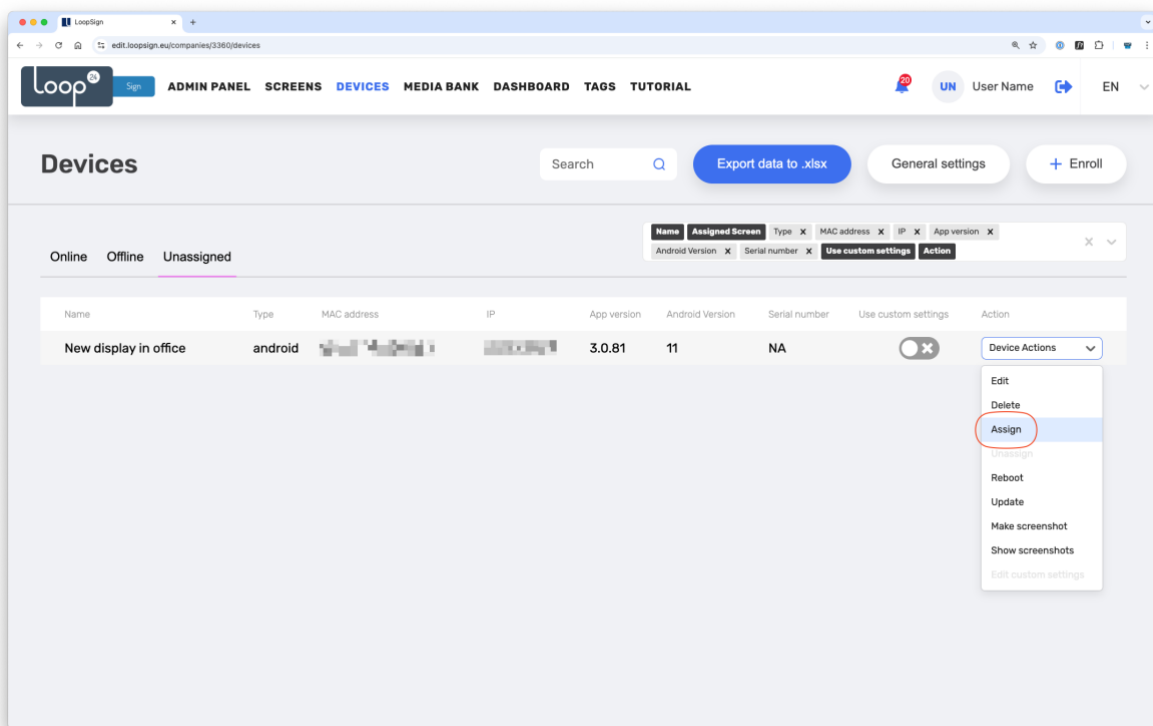 LoopSign
edit.loopsign.eu/companies/3360/devices
Loop 24 Sign ADMIN PANEL SCREENS DEVICES MEDIA BANK DASHBOARD TAGS TUTORIAL 20 UN User Name EN
Devices Search Export data to .xlsx General settings + Enroll
Name Assigned Screen Type X MAC address X IP X App version X
Android Version X Serial number X Use custom settings Action
Online Offline Unassigned
Name Type MAC address IP App version Android Version Serial number Use custom settings Action
New display in office android 3.0.81 11 NA Device Actions
Edit
Delete
Assign
Unassign
Reboot
Update
Make screenshot
Show screenshots
Edit custom settings